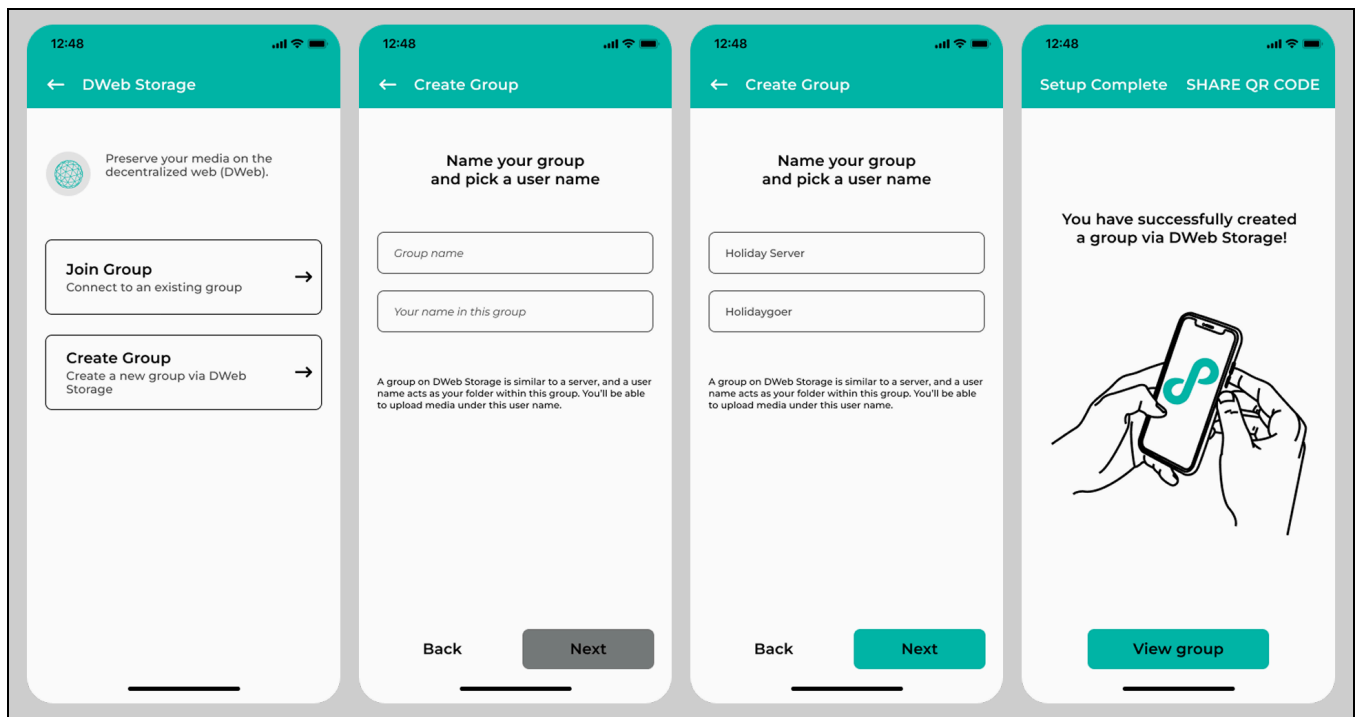 12:48
← DWeb Storage
Preserve your media on the
decentralized web (DWeb).
Join Group
Connect to an existing group
Create Group
Create a new group via DWeb
Storage
12:48
← Create Group
Name your group
and pick a user name
Group name
Your name in this group
A group on DWeb Storage is similar to a server, and a user
name acts as your folder within this group. You'll be able
to upload media under this user name.
Back
Next
12:48
← Create Group
Name your group
and pick a user name
Holiday Server
Holidaygoer
A group on DWeb Storage is similar to a server, and a user
name acts as your folder within this group. You'll be able
to upload media under this user name.
Back
Next
12:48
Setup Complete SHARE QR CODE
You have successfully created
a group via DWeb Storage!
View group